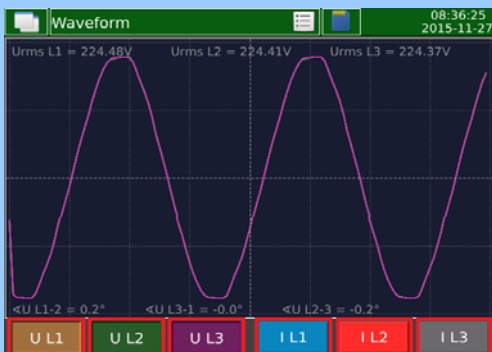 Waveform
08:36:25
2015-11-27
Urms L1 = 224.48V Urms L2 = 224.41V Urms L3 = 224.37V
∢U L1-2 = 0.2° ∢U L3-1 = -0.0° ∢U L2-3 = -0.2°
U L1 U L2 U L3 I L1 I L2 I L3